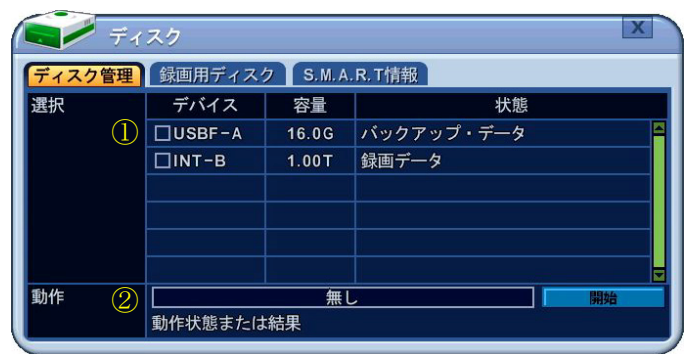 ディスク
X
ディスク管理 録画用ディスク S.M.A.R.T情報
選択 デバイス 容量 状態
① USBF-A 16.0G バックアップ・データ
INT-B 1.00T 録画データ
動作 ② 無し 開始
動作状態または結果